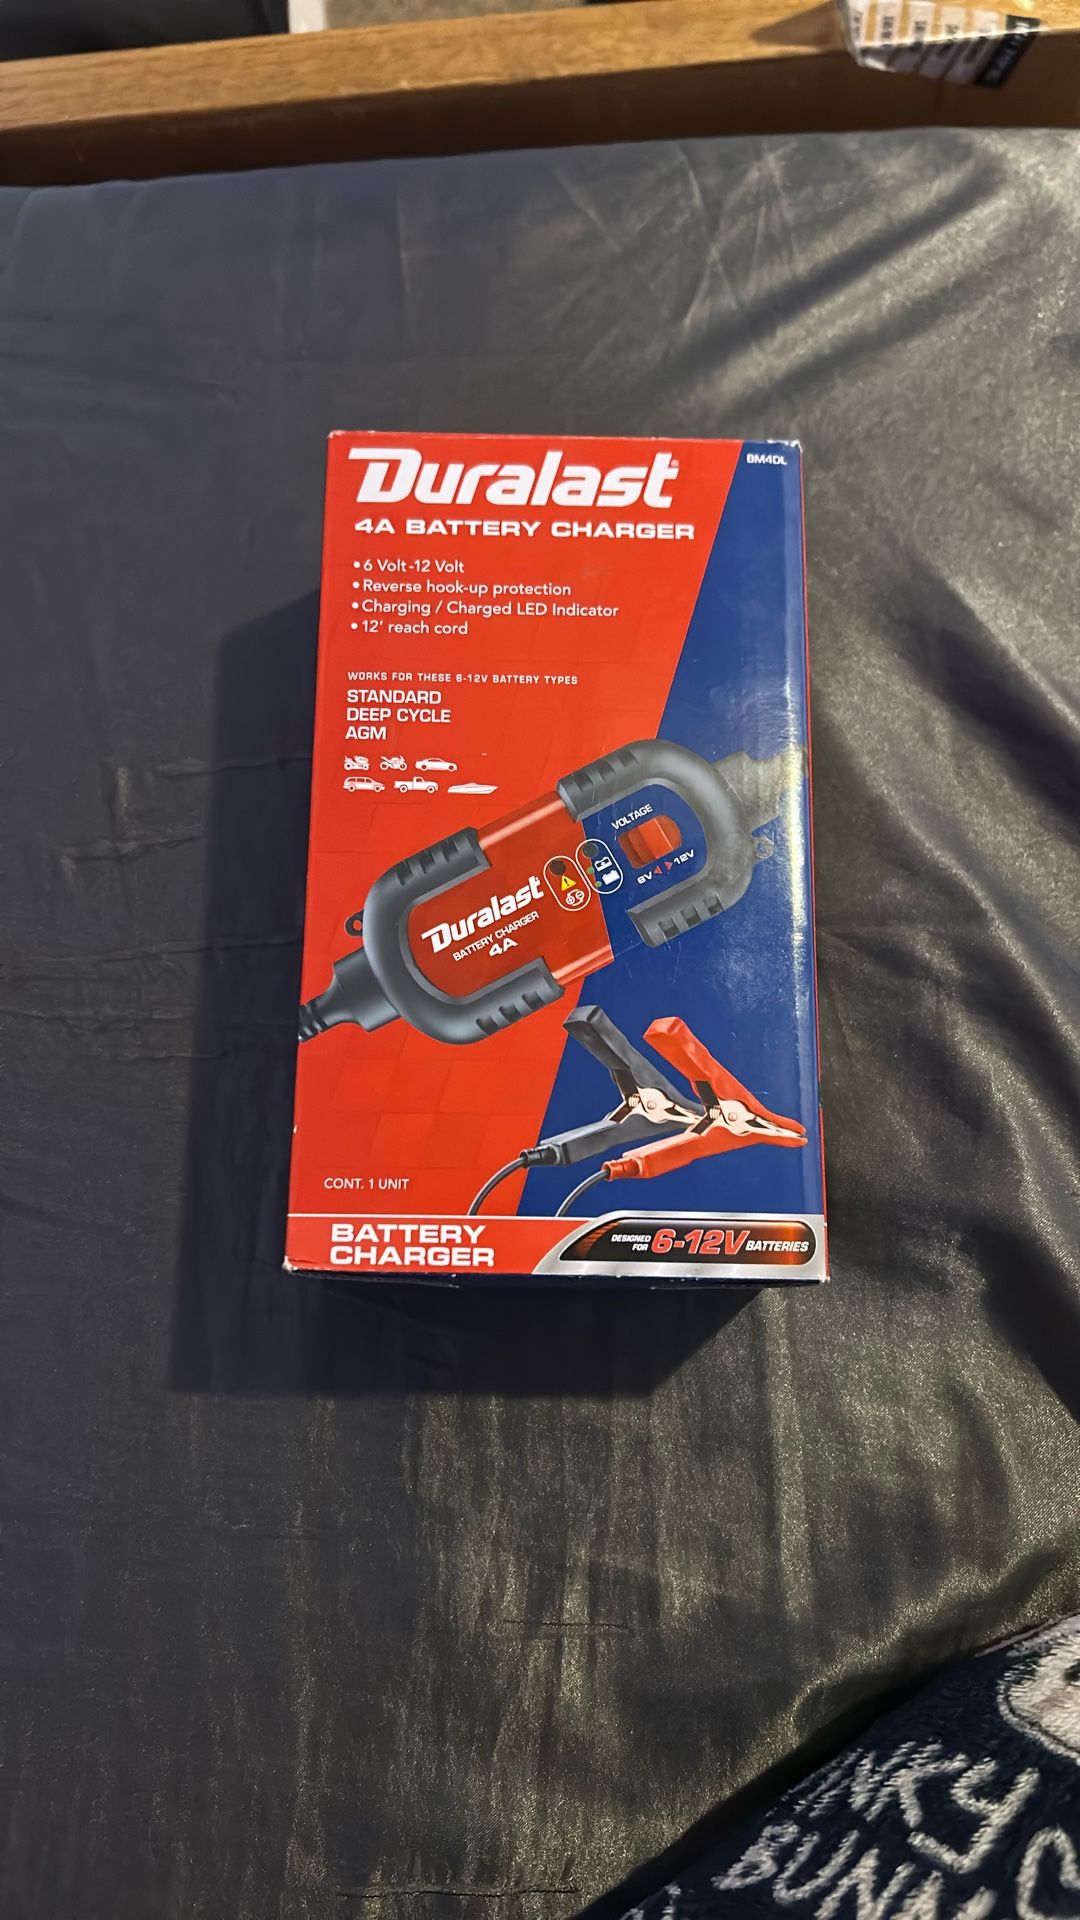 Duralast
BM4DL
4A BATTERY CHARGER
• 6 Volt-12 Volt
• Reverse hook-up protection
• Charging / Charged LED Indicator
• 12' reach cord
WORKS FOR THESE 6-12V BATTERY TYPES
STANDARD
DEEP CYCLE
AGM
VOLTAGE
6V 12V
Duralast
BATTERY CHARGER
4A
CONT. 1 UNIT
BATTERY
CHARGER
DESIGNED
FOR
6-12V BATTERIES
BUNN